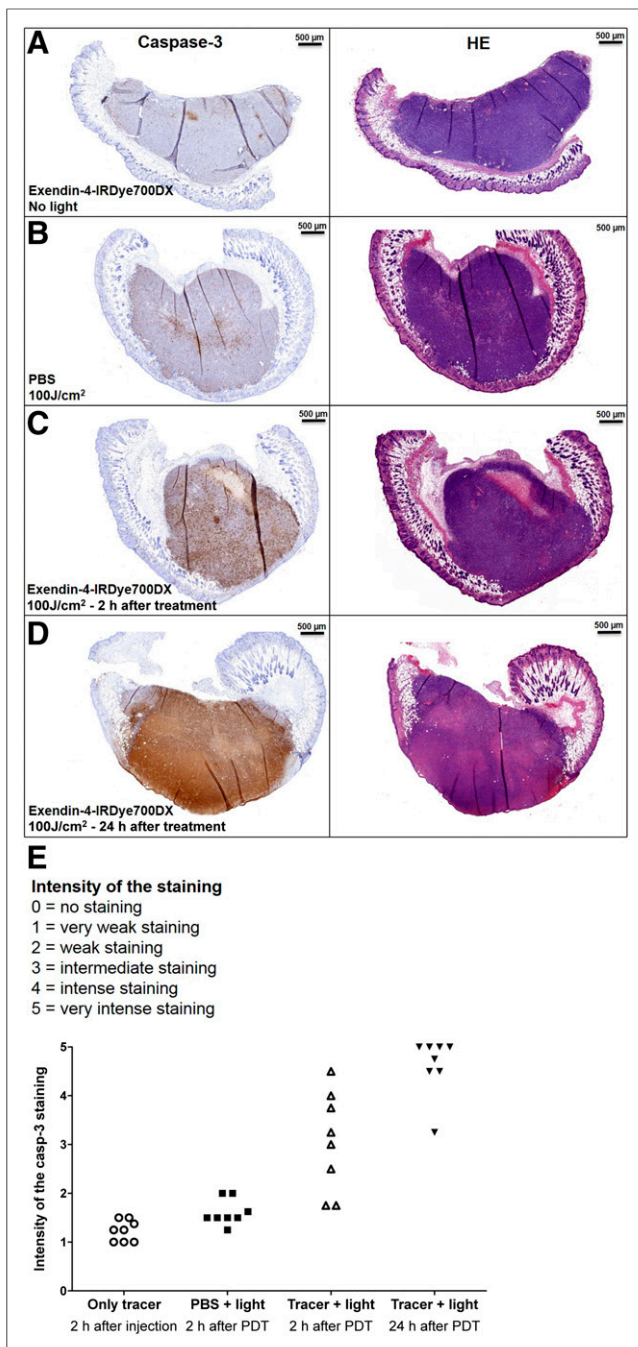 A Caspase-3 500 µm HE 500 µm
Exendin-4-IRDye700DX
No light
B 500 µm 500 µm
PBS
100J/cm²
C 500 µm 500 µm
Exendin-4-IRDye700DX
100J/cm² - 2 h after treatment
D 500 µm 500 µm
Exendin-4-IRDye700DX
100J/cm² - 24 h after treatment
E
Intensity of the staining
0 = no staining
1 = very weak staining
2 = weak staining
3 = intermediate staining
4 = intense staining
5 = very intense staining
Intensity of the casp-3 staining
5
4
3
2
1
0
Only tracer PBS + light Tracer + light Tracer + light
2 h after injection 2 h after PDT 2 h after PDT 24 h after PDT